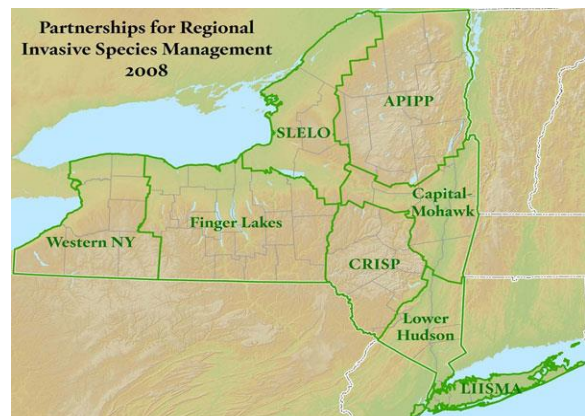 Partnerships for Regional
Invasive Species Management
2008
APIPP
SLELO
Capital-
Mohawk
Finger Lakes
Western NY
CRISP
Lower
Hudson
LIISMA